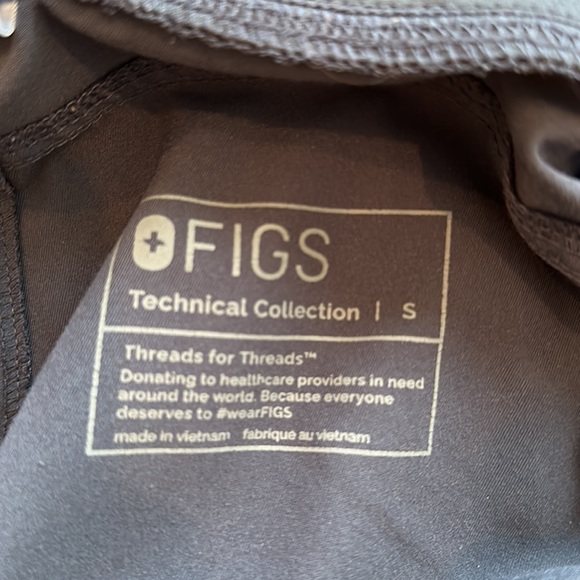 FIGS
Technical Collection | S
Threads for Threads™
Donating to healthcare providers in need
around the world. Because everyone
deserves to #wearFIGS
made in vietnam fabriqué au vietnam